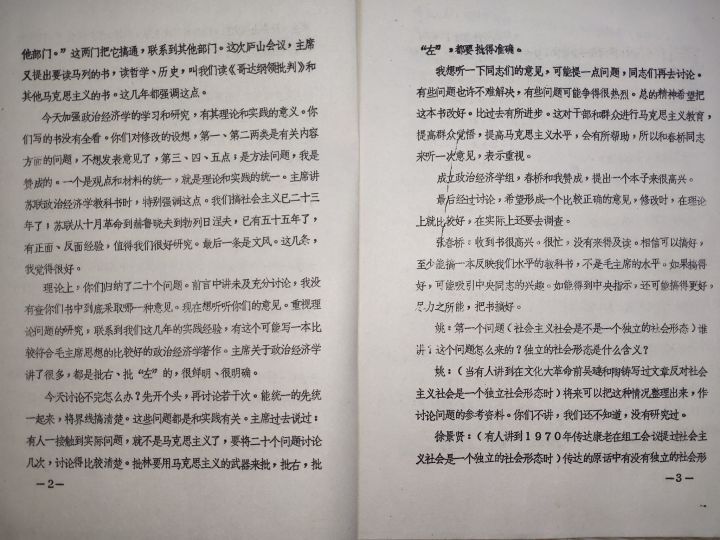 他部门。”这两门把它搞通，联系到其他部门。这次庐山会议，主席
又提出要读马列的书，读哲学、历史，叫我们读《哥达纲领批判》和
其他马克思主义的书。这几年都强调这点。
今天加强政治经济学的学习和研究，有其理论和实践的意义。你
们写的书没有全看。你们对修改的设想，第一、第二两类是有关内容
方面的问题，不想发表意见了，第三、四、五点；是方法问题，我是
赞成的。一个是观点和材料的统一，就是理论和实践的统一。主席讲
苏联政治经济学教科书时，特别强调这点。我们搞社会主义已二十三
年了；苏联从十月革命到赫鲁晓夫到勃列日涅夫，已有五十五年了，
有正面、反面经验，值得我们很好研究。最后一条是文风。这几条，
我觉得很好。
理论上，你们归纳了二十个问题。前言中讲未及充分讨论，我没
有查你们书中到底采取哪一种意见。现在想听听你们的意见。重视理
论问题的研究，联系到我们这几年的实践经验，有这个可能写一本比
较符合毛主席思想的比较好的政治经济学著作。主席关于政治经济学
讲了很多，都是批右、批“左”的，很鲜明、很明确。
今天讨论不完怎么办？先开个头，再讨论若干次。能统一的先统
一起来，将界线搞清楚。这些问题都是和实践有关。主席过去说过：
有人一接触到实际问题，就不是马克思主义了，要将二十个问题讨论
几次，讨论得比较清楚。批林要用马克思主义的武器来批，批右，批
—2—
“左”，都要批得准确。
我想听一下同志们的意见，可能提一点问题，同志们再去讨论。
有些问题也许不难解决，有些问题可能争得很热烈。总的精神希望把
这本书改好。比过去有所进步。这对干部和群众进行马克思主义教育，
提高群众觉悟，提高马克思主义水平，会有所帮助，所以和春桥同志
来听一次意见，表示重视。
成立政治经济学组，春桥和我赞成，提出一个本子来很高兴。
最后经过讨论，希望形成一个比较正确的意见，修改时，在理论
上就比较好，在实际上还要去调查。
张春桥：收到书很高兴。很忙，没有来得及读。相信可以搞好，
至少能搞一本反映我们水平的教科书，不是毛主席的水平。如果搞得
好，可能吸引中央同志的兴趣。如能得到中央指示，还可能搞得更好，
尽力之所能，把书搞好。
姚：第一个问题（社会主义社会是不是一个独立的社会形态）谁
讲；这个问题怎么来的？独立的社会形态是什么含义？
姚：（当有人讲到在文化大革命前吴琏和陶铸写过文章反对社会
主义社会是一个独立社会形态时）将来可以把这种情况整理出来，作
讨论问题的参考资料。你们不讲，我们还不知道，没有研究过。
徐景贤：（有人讲到１９７０年传达康老在组工会议提过社会主
义社会是一个独立的社会形态时）传达的原话中有没有独立的社会形
—3—